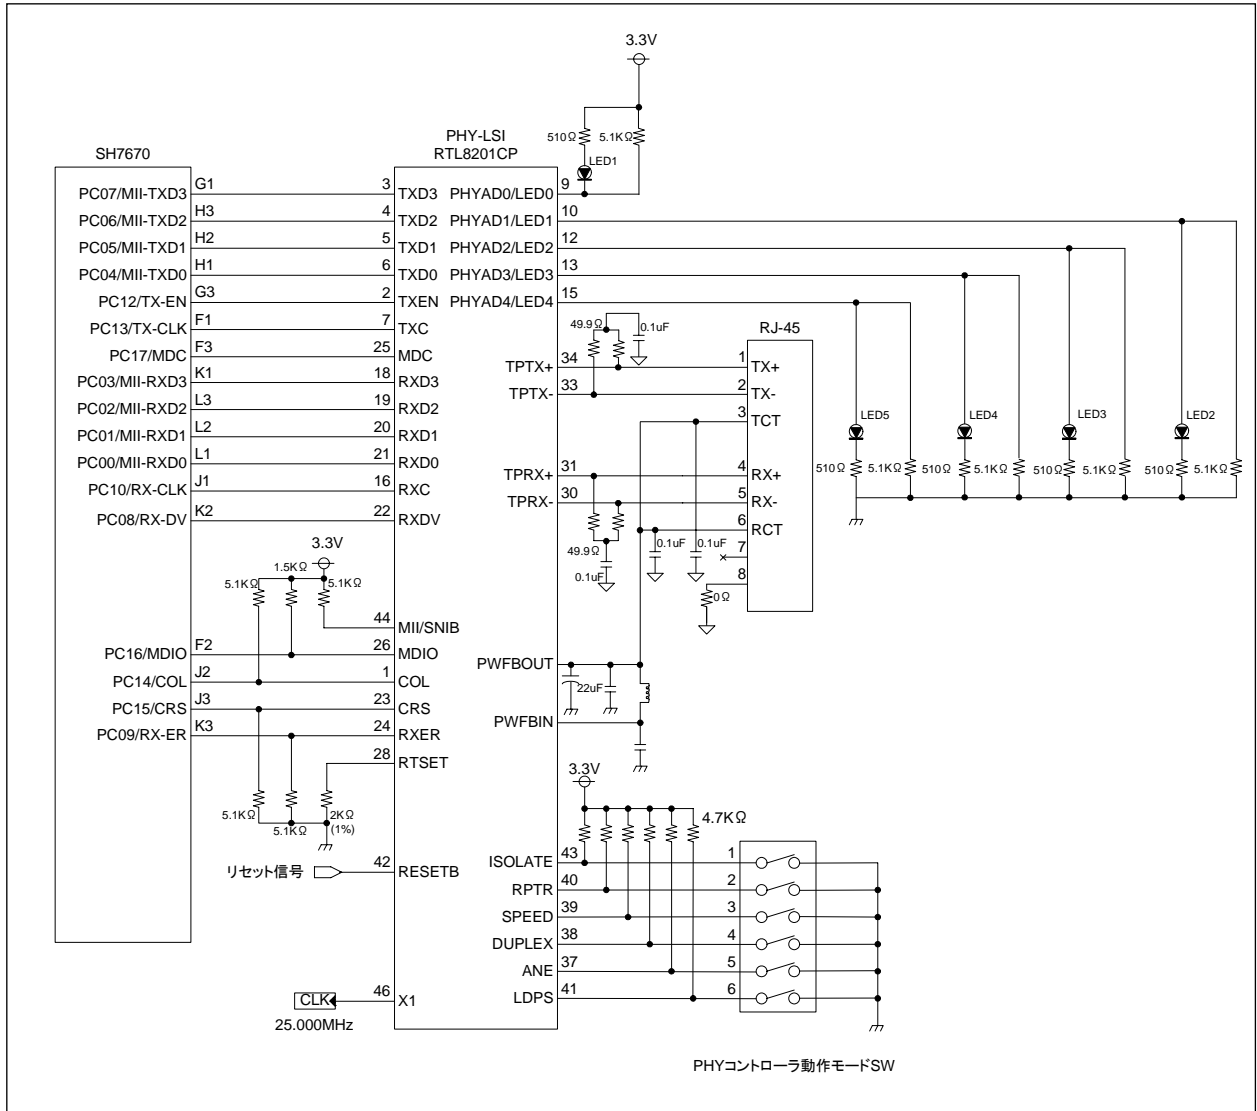 3.3V
510Ω
5.1KΩ
LED1
SH7670
PHY-LSI
RTL8201CP
PC07/MII-TXD3 G1 3 TXD3 PHYAD0/LED0 9
PC06/MII-TXD2 H3 4 TXD2 PHYAD1/LED1 10
PC05/MII-TXD1 H2 5 TXD1 PHYAD2/LED2 12
PC04/MII-TXD0 H1 6 TXD0 PHYAD3/LED3 13
PC12/TX-EN G3 2 TXEN PHYAD4/LED4 15
PC13/TX-CLK F1 7 TXC
49.9Ω 0.1uF
RJ-45
PC17/MDC F3 25 MDC
TPTX+ 34 1 TX+
PC03/MII-RXD3 K1 18 RXD3
TPTX- 33 2 TX-
PC02/MII-RXD2 L3 19 RXD2
3 TCT
LED5 LED4 LED3 LED2
PC01/MII-RXD1 L2 20 RXD1
PC00/MII-RXD0 L1 21 RXD0
TPRX+ 31 4 RX+
510Ω 5.1KΩ 510Ω 5.1KΩ 510Ω 5.1KΩ 510Ω 5.1KΩ
PC10/RX-CLK J1 16 RXC
TPRX- 30 5 RX-
PC08/RX-DV K2 22 RXDV
6 RCT
49.9Ω 0.1uF 0.1uF
0.1uF
7
8
0Ω
3.3V
5.1KΩ 1.5KΩ 5.1KΩ
44 MII/SNIB
PC16/MDIO F2 26 MDIO
PWFBOUT
PC14/COL J2 1 COL
22uF
PC15/CRS J3 23 CRS
PWFBIN
PC09/RX-ER K3 24 RXER
28 RTSET
5.1KΩ 5.1KΩ 2KΩ
(1%)
3.3V
4.7KΩ
リセット信号 42 RESETB
ISOLATE 43 1
RPTR 40 2
SPEED 39 3
DUPLEX 38 4
ANE 37 5
LDPS 41 6
CLK 46 X1
25.000MHz
PHYコントローラ動作モードSW